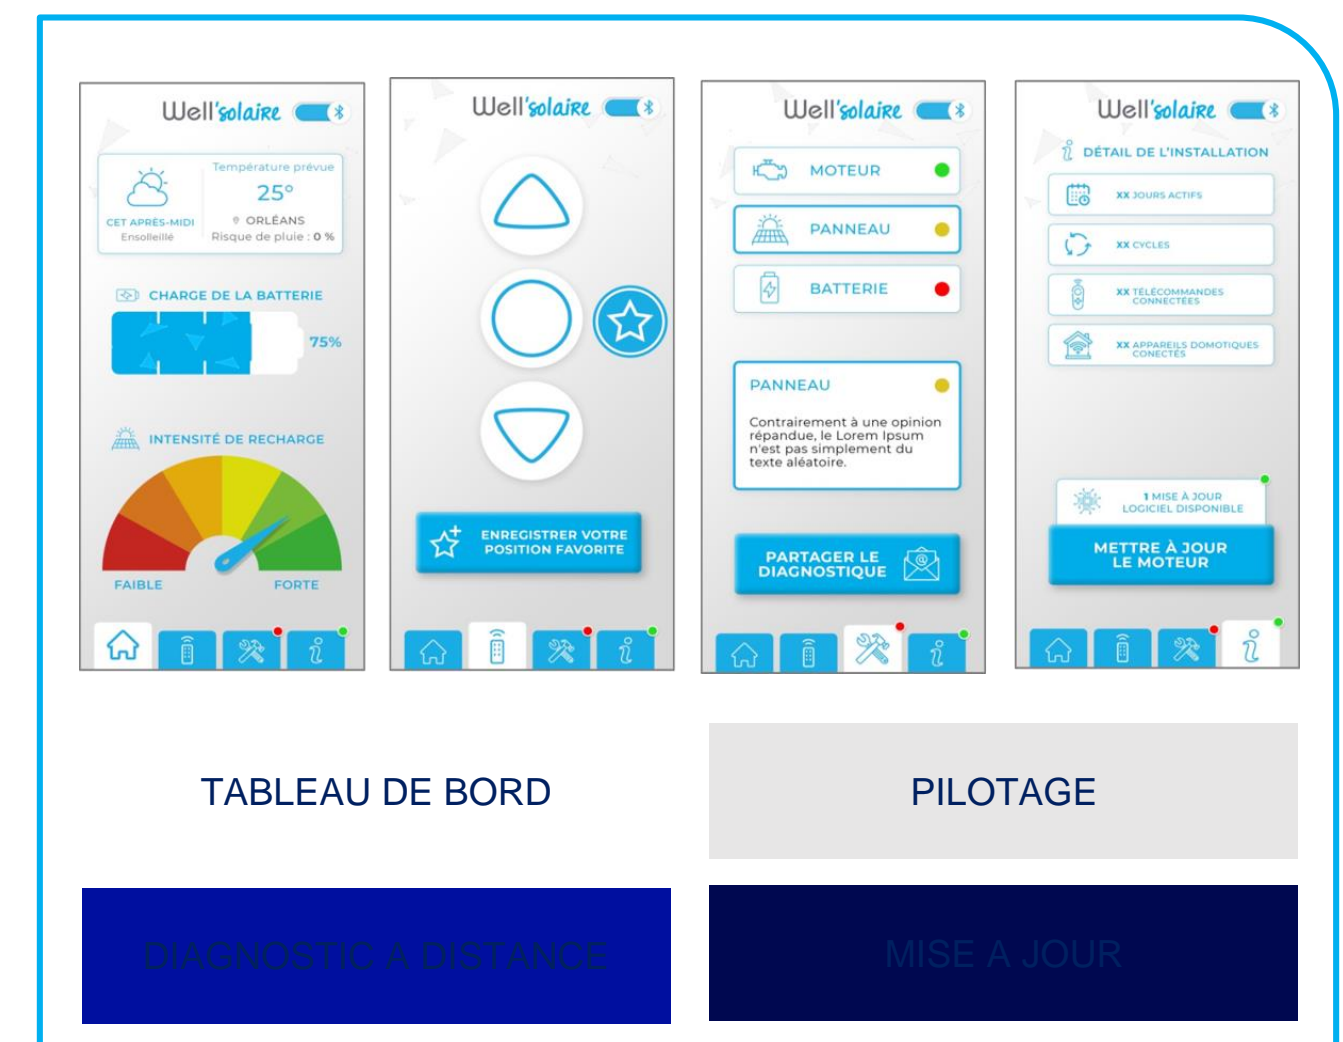 Well'solaire
Température prévue
25°
CET APRÈS-MIDI
Ensolleillé
ORLÉANS
Risque de pluie : 0 %
CHARGE DE LA BATTERIE
75%
INTENSITÉ DE RECHARGE
FAIBLE
FORTE
Well'solaire
ENREGISTRER VOTRE
POSITION FAVORITE
Well'solaire
MOTEUR
PANNEAU
BATTERIE
PANNEAU
Contrairement à une opinion
répandue, le Lorem Ipsum
n'est pas simplement du
texte aléatoire.
PARTAGER LE
DIAGNOSTIQUE
Well'solaire
DÉTAIL DE L'INSTALLATION
XX JOURS ACTIFS
XX CYCLES
XX TÉLÉCOMMANDES
CONNECTÉES
XX APPAREILS DOMOTIQUES
CONECTÉS
1 MISE À JOUR
LOGICIEL DISPONIBLE
METTRE À JOUR
LE MOTEUR
TABLEAU DE BORD
PILOTAGE
DIAGNOSTIC A DISTANCE
MISE A JOUR